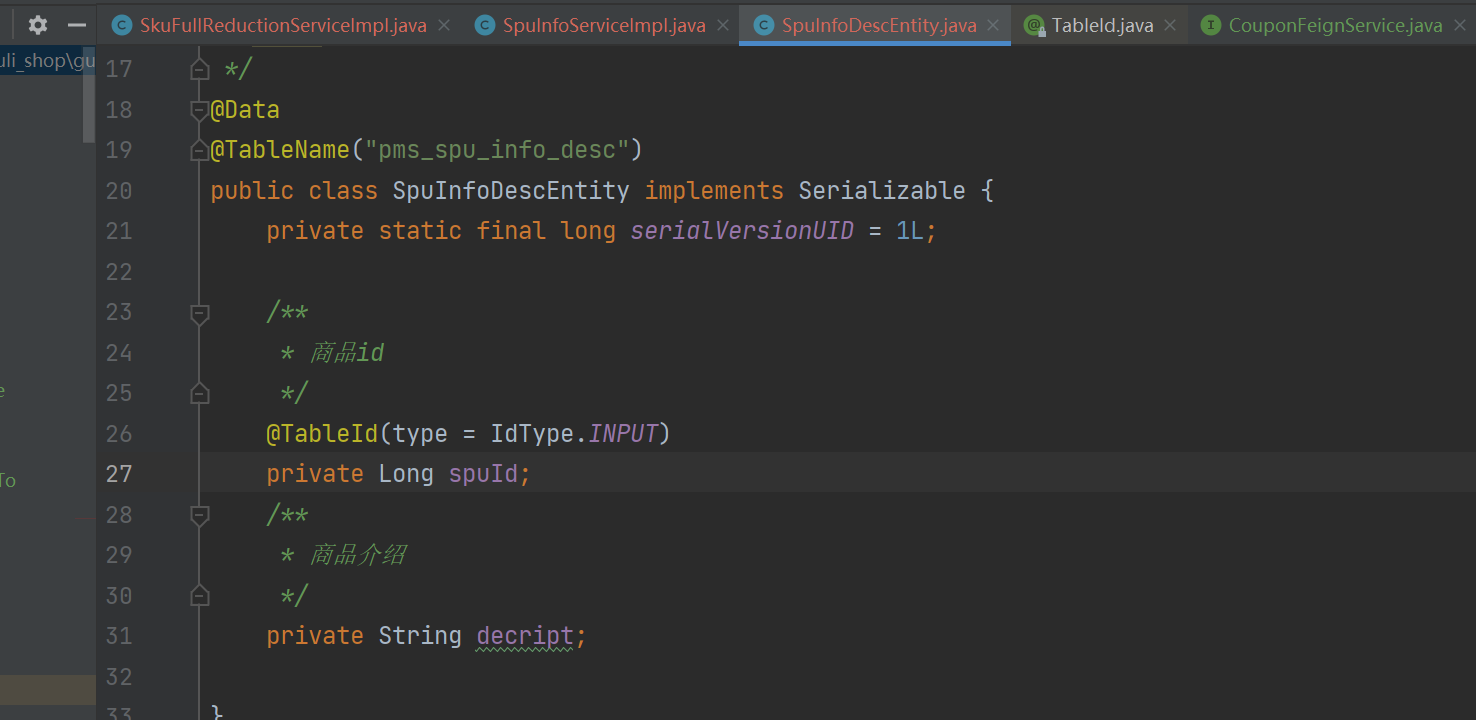 SkuFullReductionServiceImpl.java SpuInfoServiceImpl.java SpuInfoDescEntity.java TableId.java CouponFeignService.java
uli_shop\gu
17 */
18 @Data
19 @TableName("pms_spu_info_desc")
20 public class SpuInfoDescEntity implements Serializable {
21 private static final long serialVersionUID = 1L;
22
23 /**
24 * 商品id
25 */
e
26 @TableId(type = IdType.INPUT)
27 private Long spuId;
To
28 /**
29 * 商品介绍
30 */
31 private String decript;
32
33 }